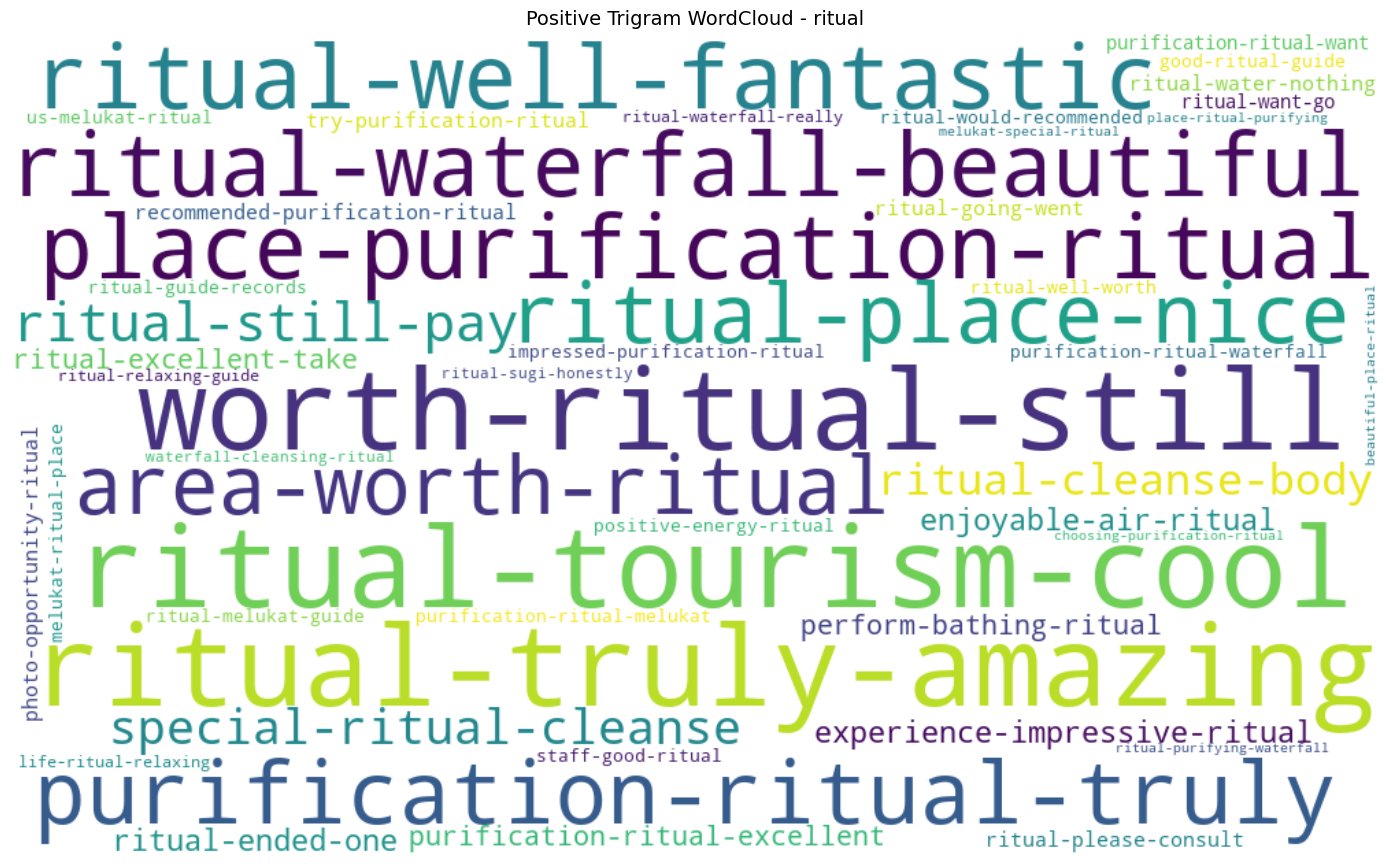 Positive Trigram WordCloud - ritual
ritual-well-fantastic
purification-ritual-want
good-ritual-guide
ritual-water-nothing
ritual-want-go
us-melukat-ritual
try-purification-ritual
ritual-waterfall-really
ritual-would-recommended
place-ritual-purifying
melukat-special-ritual
ritual-waterfall-beautiful
recommended-purification-ritual
ritual-going-went
place-purification-ritual
ritual-guide-records
ritual-well-worth
ritual-still-pay
ritual-place-nice
beautiful-place-ritual
ritual-excellent-take
impressed-purification-ritual
purification-ritual-waterfall
ritual-relaxing-guide
ritual-sugi-honestly
worth-ritual-still
photo-opportunity-ritual
melukat-ritual-place
waterfall-cleansing-ritual
area-worth-ritual
ritual-cleanse-body
positive-energy-ritual
enjoyable-air-ritual
choosing-purification-ritual
ritual-tourism-cool
ritual-melukat-guide
purification-ritual-melukat
perform-bathing-ritual
ritual-truly-amazing
special-ritual-cleanse
experience-impressive-ritual
life-ritual-relaxing
staff-good-ritual
ritual-purifying-waterfall
purification-ritual-truly
ritual-ended-one
purification-ritual-excellent
ritual-please-consult